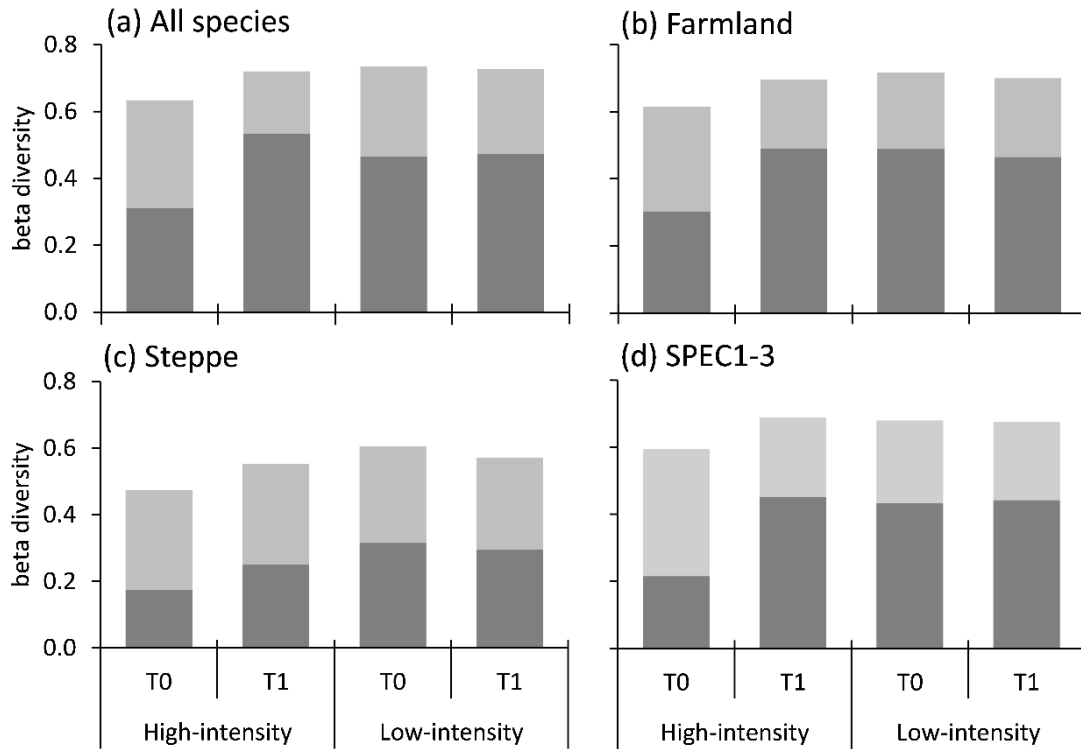 (a) All species
(b) Farmland
0.8
0.6
0.4
0.2
0.0
beta diversity
(c) Steppe
(d) SPEC1-3
0.8
0.6
0.4
0.2
0.0
beta diversity
T0 T1 T0 T1
High-intensity Low-intensity
T0 T1 T0 T1
High-intensity Low-intensity